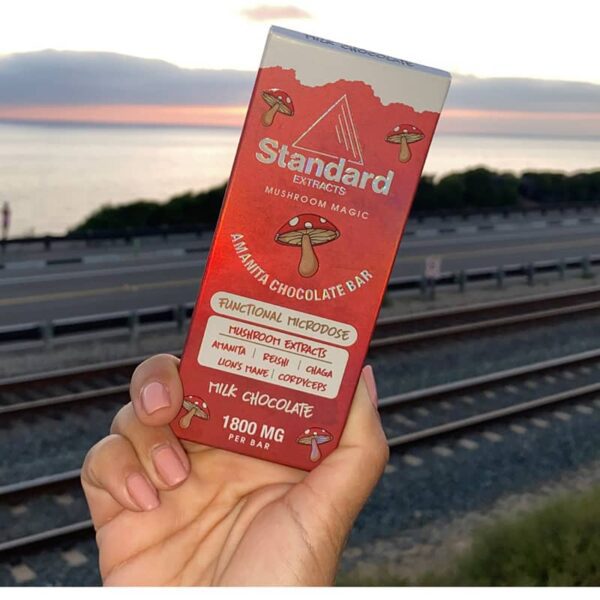 MILK CHOCOLATE
Standard
EXTRACTS
MUSHROOM MAGIC
AMANITA CHOCOLATE BAR
FUNCTIONAL MICRODOSE
MUSHROOM EXTRACTS
AMANITA | REISHI | CHAGA
LION'S MANE | CORDYCEPS
MILK CHOCOLATE
1800 MG
PER BAR